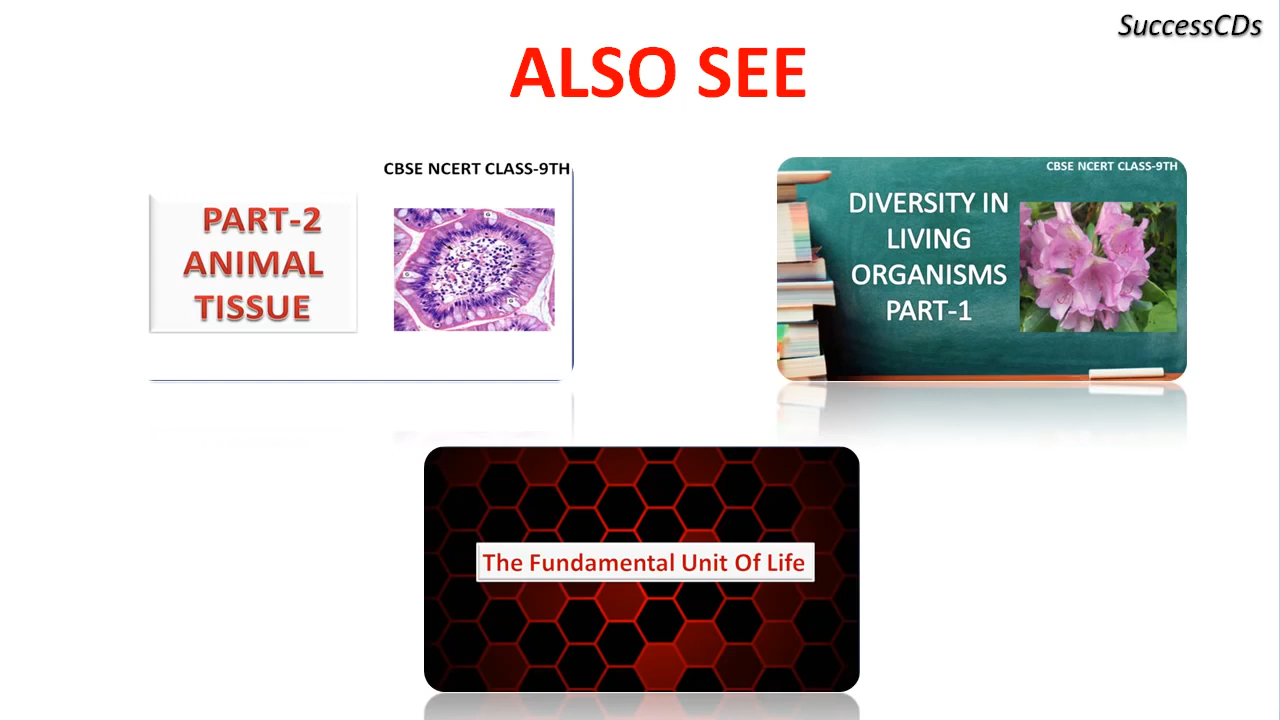 SuccessCDs
ALSO SEE
CBSE NCERT CLASS-9TH
PART-2
ANIMAL
TISSUE
CBSE NCERT CLASS-9TH
DIVERSITY IN
LIVING
ORGANISMS
PART-1
The Fundamental Unit Of Life